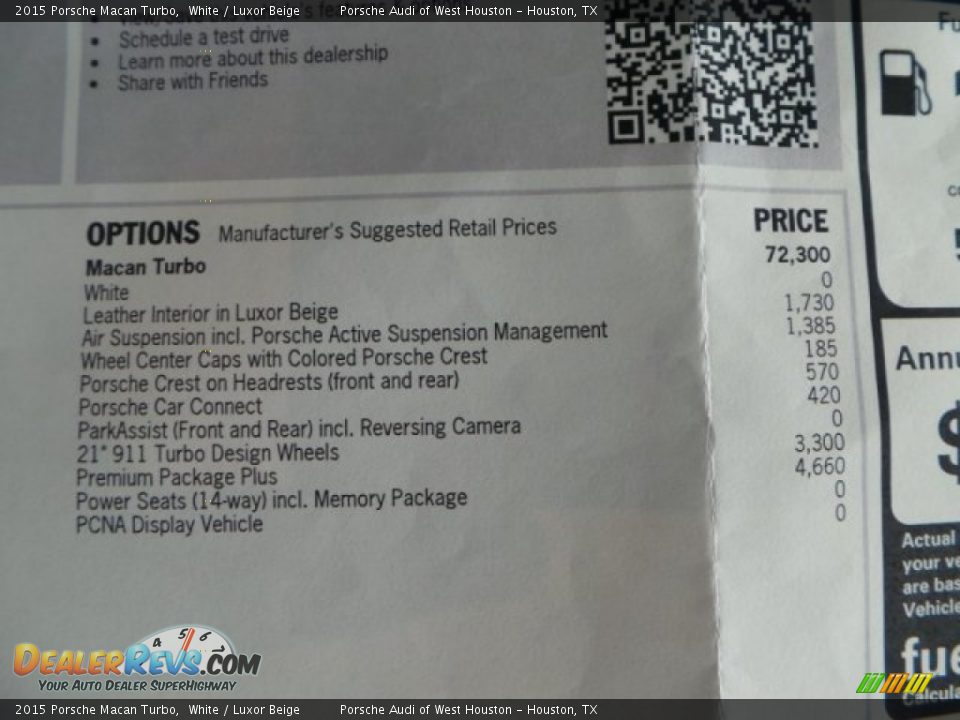 2015 Porsche Macan Turbo, White / Luxor Beige Porsche Audi of West Houston - Houston, TX
• Schedule a test drive
• Learn more about this dealership
• Share with Friends
OPTIONS Manufacturer's Suggested Retail Prices PRICE
Macan Turbo 72,300
White 0
Leather Interior in Luxor Beige 1,730
Air Suspension incl. Porsche Active Suspension Management 1,385
Wheel Center Caps with Colored Porsche Crest 185
Porsche Crest on Headrests (front and rear) 570
Porsche Car Connect 420
ParkAssist (Front and Rear) incl. Reversing Camera 0
21" 911 Turbo Design Wheels 3,300
Premium Package Plus 4,660
Power Seats (14-way) incl. Memory Package 0
PCNA Display Vehicle 0
Annu
$
Actual
your ve
are bas
Vehicle
fue
Calcula
4 5 6
DealerRevs.com
Your Auto Dealer SuperHighway
2015 Porsche Macan Turbo, White / Luxor Beige Porsche Audi of West Houston - Houston, TX